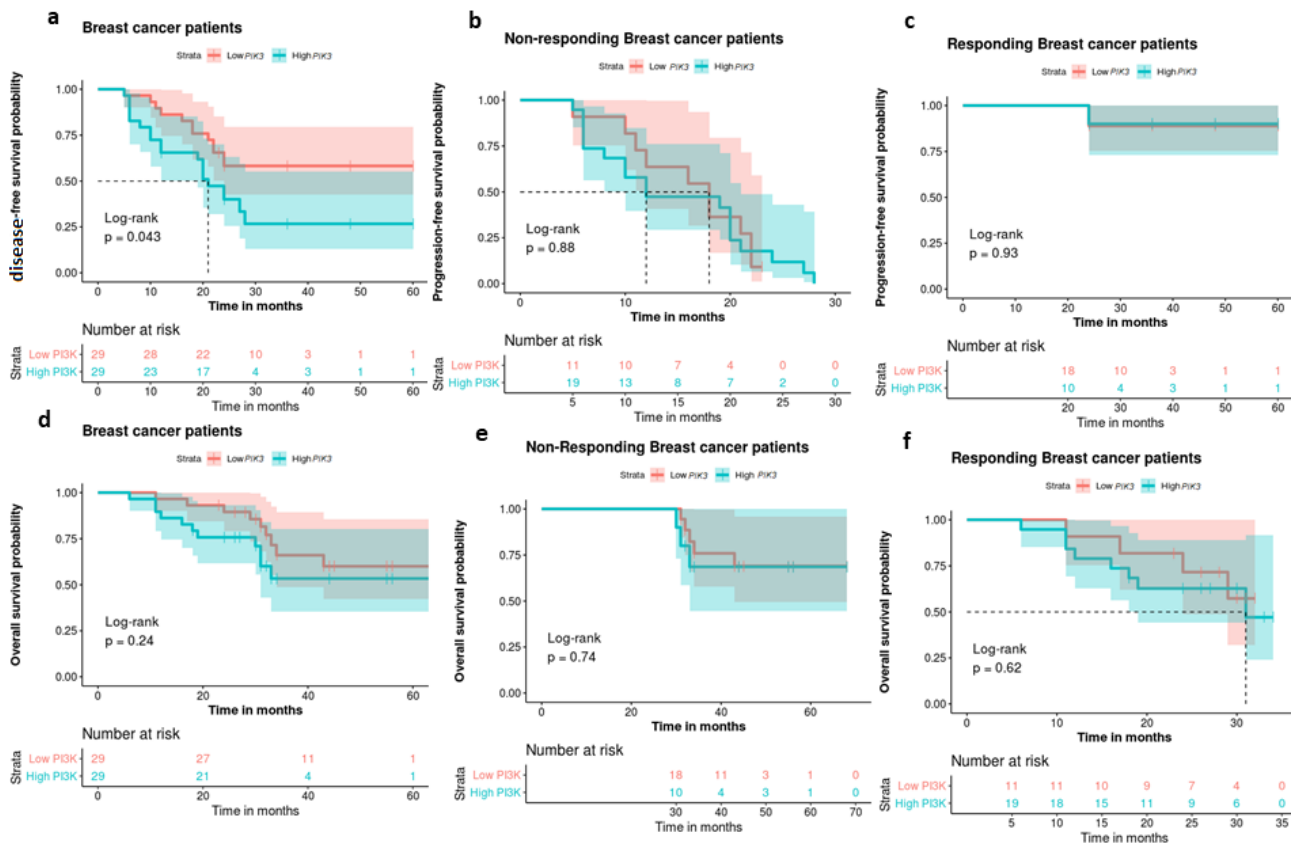 a
Breast cancer patients
Strata Low PIK3 High PIK3
disease-free survival probability
1.00
0.75
0.50
0.25
0.00
Log-rank
p = 0.043
0 10 20 30 40 50 60
Time in months
Number at risk
Strata
Low PI3K 29 28 22 10 3 1 1
High PI3K 29 23 17 4 3 1 1
0 10 20 30 40 50 60
Time in months
b
Non-responding Breast cancer patients
Strata Low PIK3 High PIK3
Progression-free survival probability
1.00
0.75
0.50
0.25
0.00
Log-rank
p = 0.88
0 10 20 30
Time in months
Number at risk
Strata
Low PI3K 11 10 7 4 0 0
High PI3K 19 13 8 7 2 0
5 10 15 20 25 30
Time in months
c
Responding Breast cancer patients
Strata Low PIK3 High PIK3
Progression-free survival probability
1.00
0.75
0.50
0.25
0.00
Log-rank
p = 0.93
0 10 20 30 40 50 60
Time in months
Number at risk
Strata
Low PI3K 18 10 3 1 1
High PI3K 10 4 3 1 1
20 30 40 50 60
Time in months
d
Breast cancer patients
Strata Low PIK3 High PIK3
Overall survival probability
1.00
0.75
0.50
0.25
0.00
Log-rank
p = 0.24
0 20 40 60
Time in months
Number at risk
Strata
Low PI3K 29 27 11 1
High PI3K 29 21 4 1
0 20 40 60
Time in months
e
Non-Responding Breast cancer patients
Strata Low PIK3 High PIK3
Overall survival probability
1.00
0.75
0.50
0.25
0.00
Log-rank
p = 0.74
0 20 40 60
Time in months
Number at risk
Strata
Low PI3K 18 11 3 1 0
High PI3K 10 4 3 1 0
30 40 50 60 70
Time in months
f
Responding Breast cancer patients
Strata Low PIK3 High PIK3
Overall survival probability
1.00
0.75
0.50
0.25
0.00
Log-rank
p = 0.62
0 10 20 30
Time in months
Number at risk
Strata
Low PI3K 11 11 10 9 7 4 0
High PI3K 19 18 15 11 9 6 0
5 10 15 20 25 30 35
Time in months